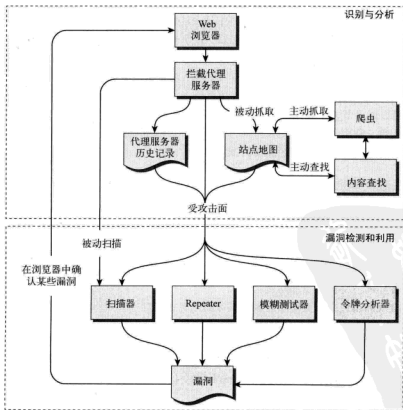 识别与分析
Web
浏览器
拦截代理
服务器
被动抓取
主动抓取
爬虫
代理服务器
历史记录
站点地图
主动查找
内容查找
受攻击面
漏洞检测和利用
被动扫描
在浏览器中确
认某些漏洞
扫描器
Repeater
模糊测试器
令牌分析器
漏洞